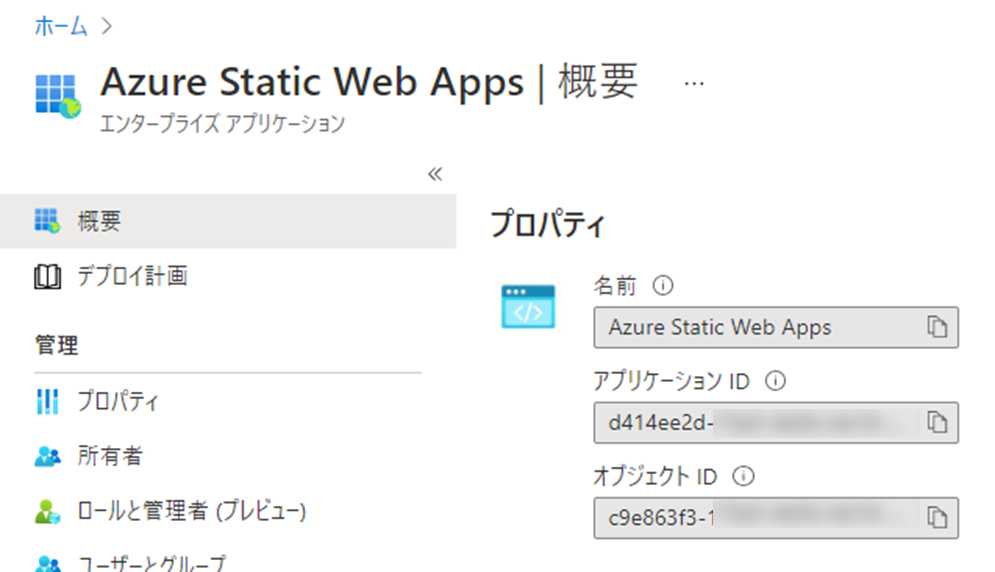 ホーム
Azure Static Web Apps | 概要 …
エンタープライズ アプリケーション
概要
デプロイ計画
管理
プロパティ
所有者
ロールと管理者 (プレビュー)
ユーザーとグループ
プロパティ
名前
Azure Static Web Apps
アプリケーション ID
d414ee2d-
オブジェクト ID
c9e863f3-1